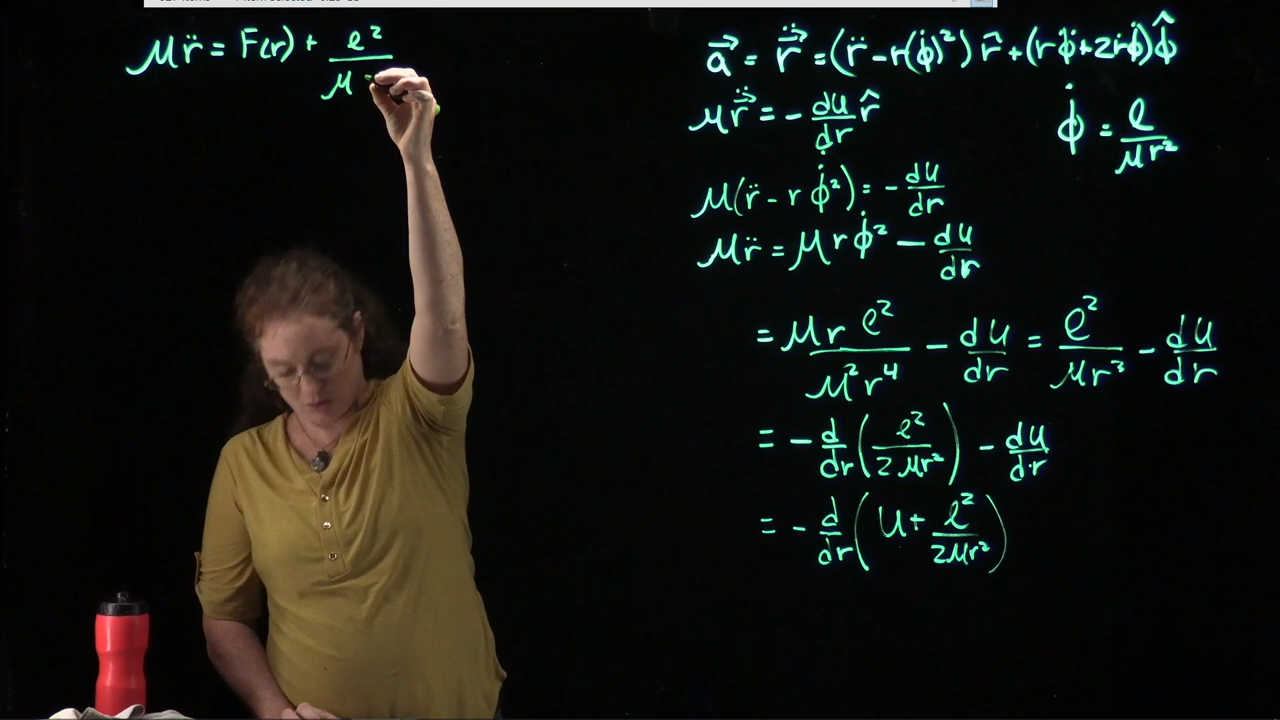 μr̈ = F(r) + ℓ²/μ
a⃗ = r⃗̈ = (r̈ - r(ϕ̇)²) r̂ + (rϕ̈ + 2ṙϕ̇)ϕ̂
μr⃗̈ = - du/dr r̂
ϕ̇ = ℓ/μr²
μ(r̈ - r ϕ̇²) = - du/dr
μr̈ = μrϕ̇² - du/dr
= μr ℓ²/μ²r⁴ - du/dr = ℓ²/μr³ - du/dr
= - d/dr (ℓ²/2μr²) - du/dr
= - d/dr (U + ℓ²/2μr²)